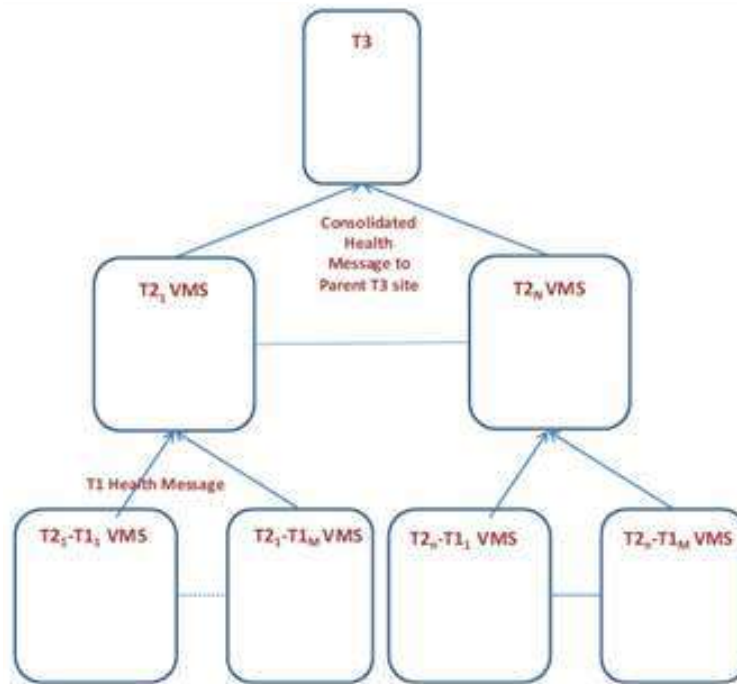 T3
Consolidated
Health
Message to
Parent T3 site
T2₁ VMS
T2ₙ VMS
T1 Health Message
T2₁-T1₁ VMS
T2₁-T1ₘ VMS
T2ₙ-T1₁ VMS
T2ₙ-T1ₘ VMS